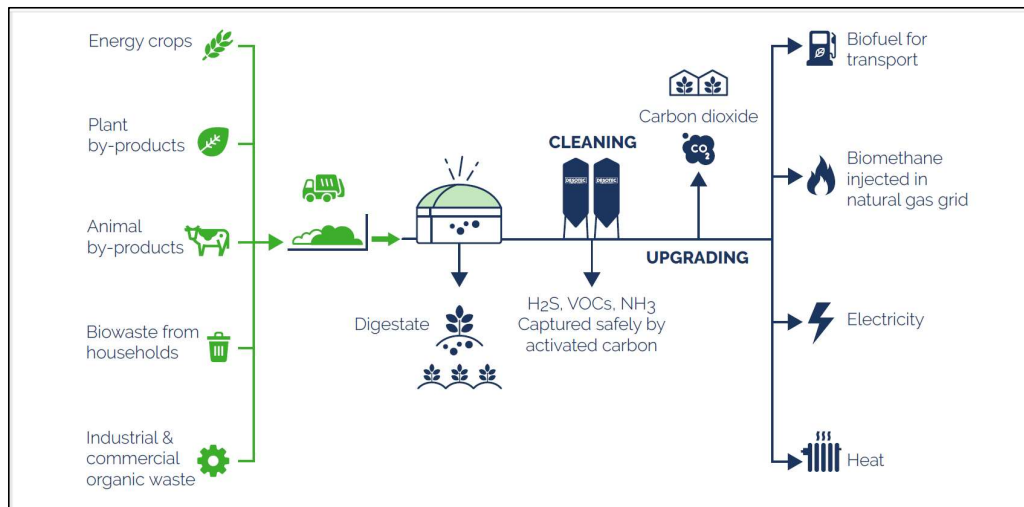 Energy crops
Plant
by-products
Animal
by-products
Biowaste from
households
Industrial &
commercial
organic waste
Digestate
CLEANING
DESOTEC
DESOTEC
H2S, VOCs, NH3
Captured safely by
activated carbon
Carbon dioxide
CO2
UPGRADING
Biofuel for
transport
Biomethane
injected in
natural gas grid
Electricity
Heat